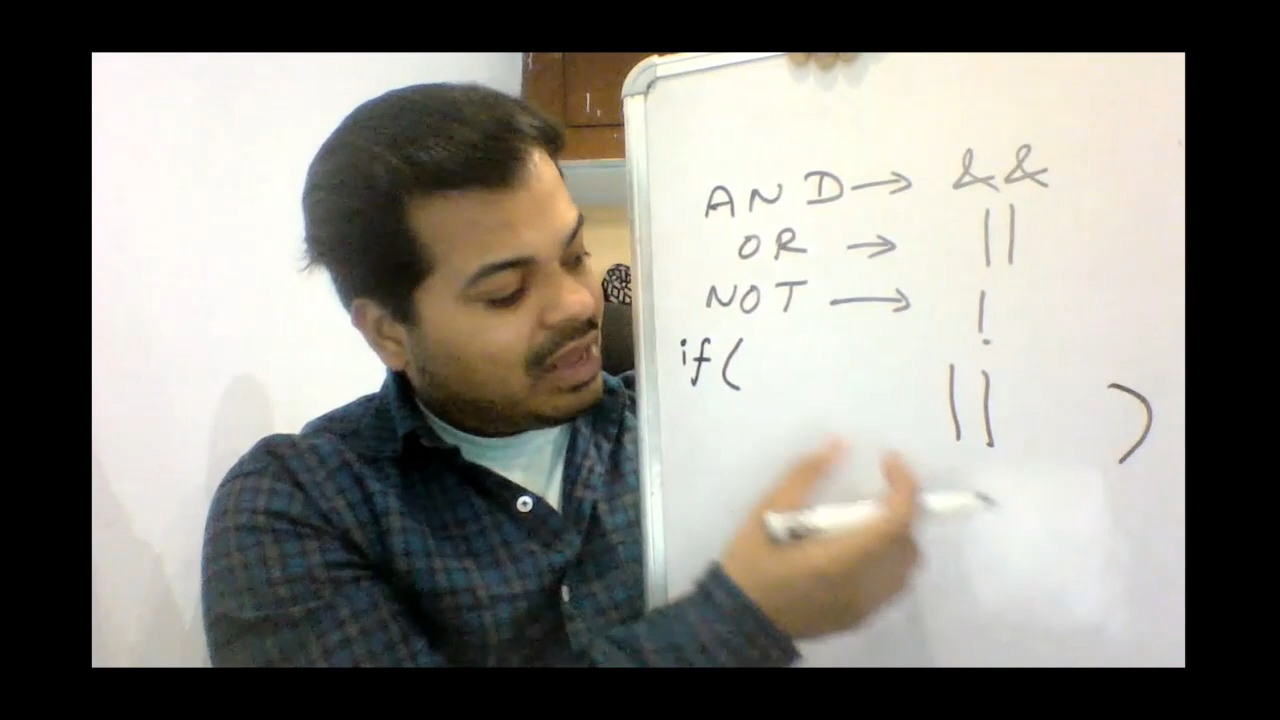 AND → &&
OR → ||
NOT → !
if( || )